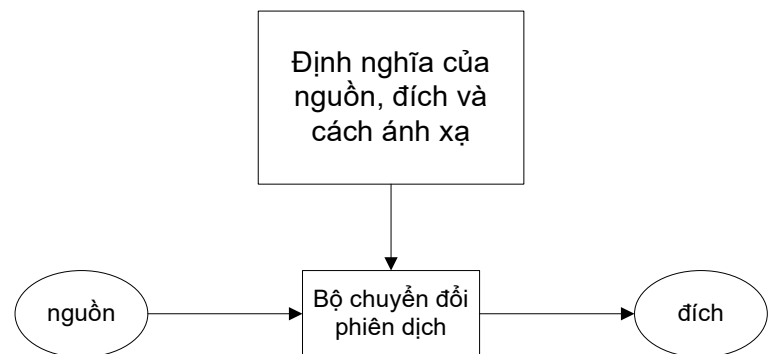 Định nghĩa của
nguồn, đích và
cách ánh xạ
nguồn
Bộ chuyển đổi
phiên dịch
đích